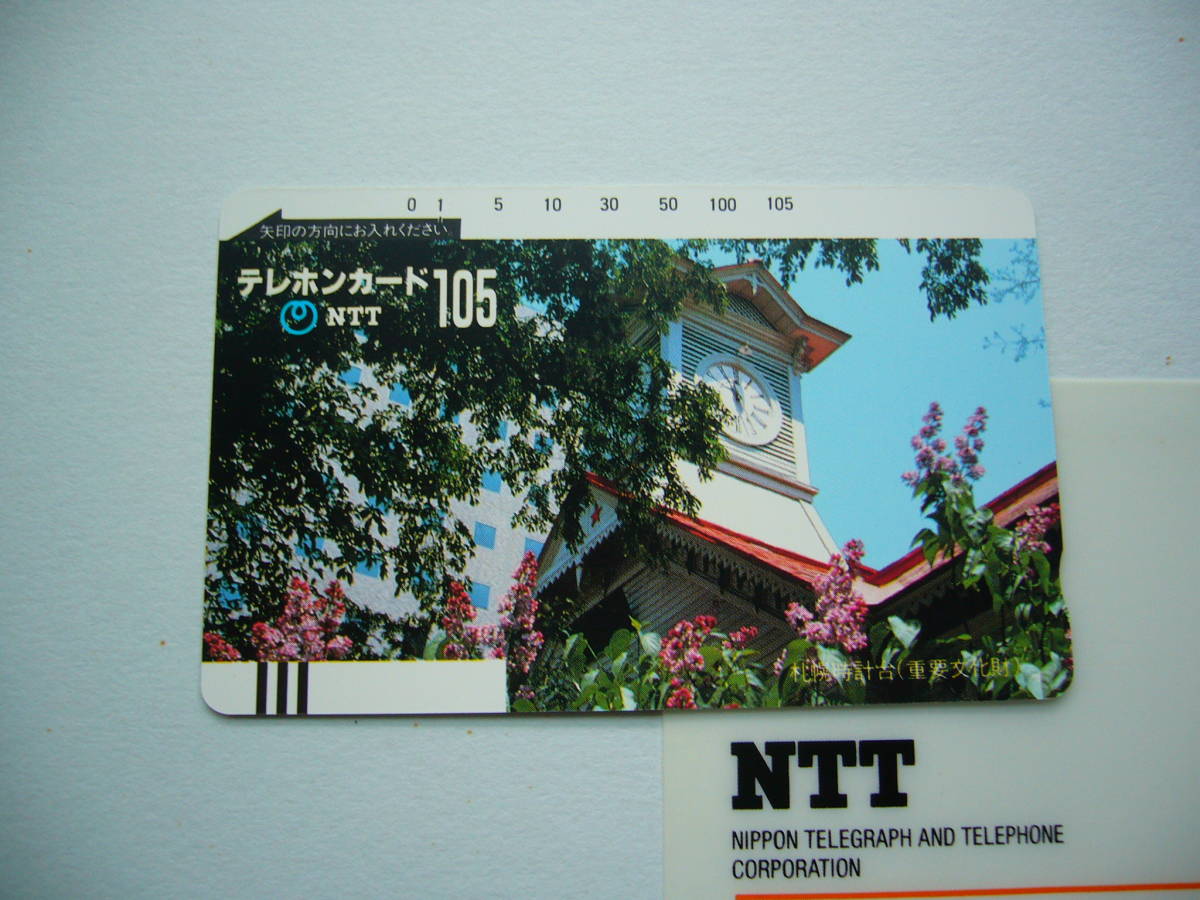 0 1 5 10 30 50 100 105
矢印の方向にお入れください
テレホンカード 105
NTT
札幌時計台(重要文化財)
NTT
NIPPON TELEGRAPH AND TELEPHONE
CORPORATION